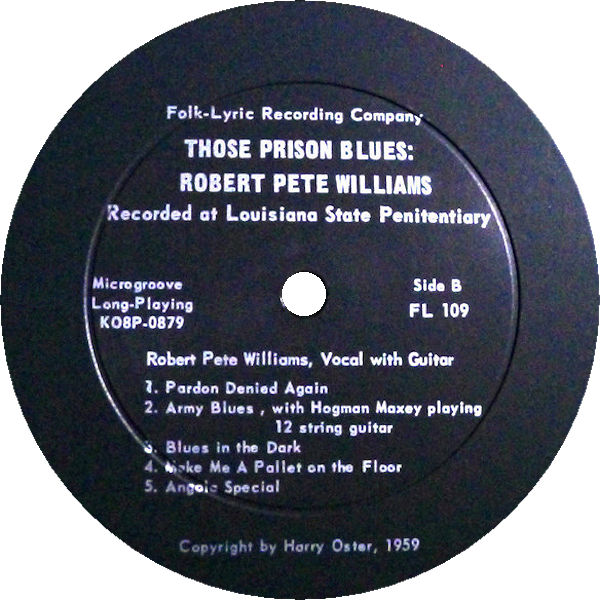 Folk-Lyric Recording Company
THOSE PRISON BLUES:
ROBERT PETE WILLIAMS
Recorded at Louisiana State Penitentiary
Microgroove
Long-Playing
KO8P-0879
Side B
FL 109
Robert Pete Williams, Vocal with Guitar
1. Pardon Denied Again
2. Army Blues , with Hogman Maxey playing
12 string guitar
3. Blues in the Dark
4. Make Me A Pallet on the Floor
5. Angola Special
Copyright by Harry Oster, 1959